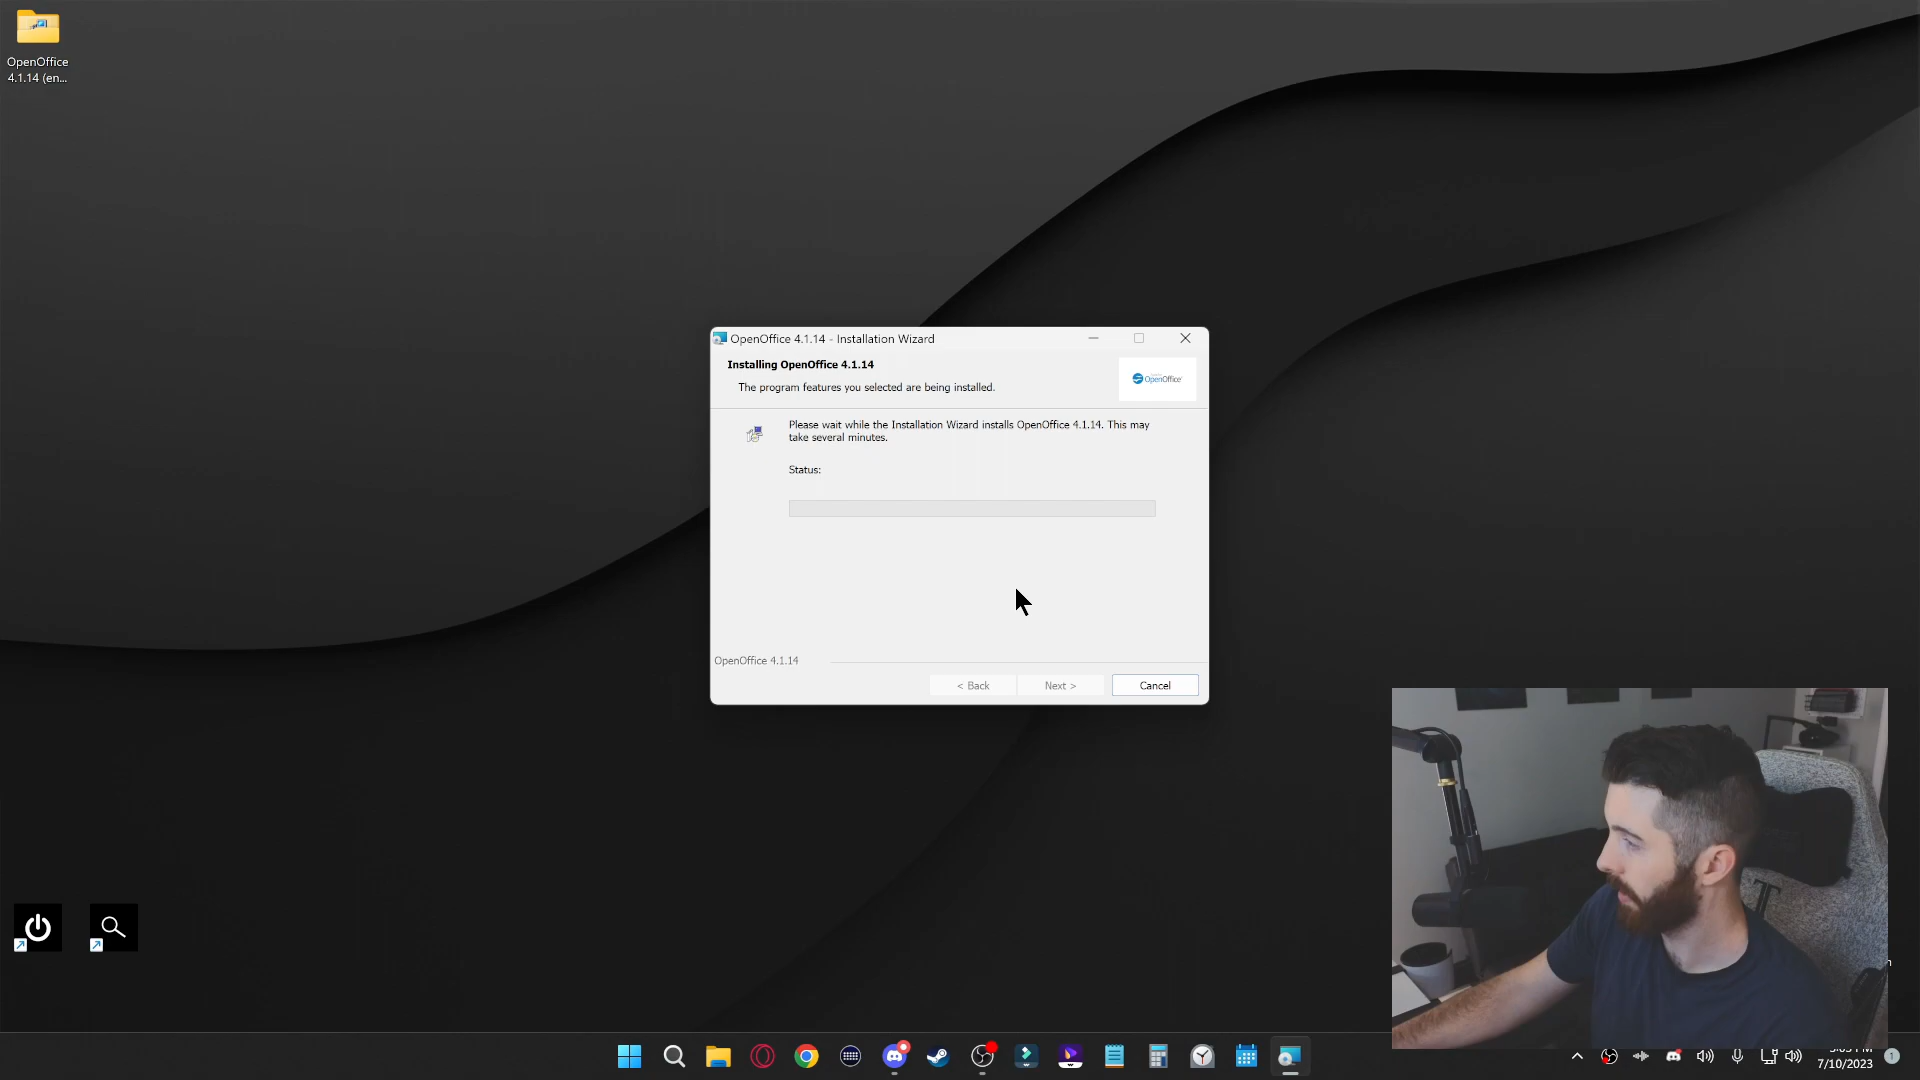 OpenOffice
4.1.14 (en...
OpenOffice 4.1.14 - Installation Wizard
Installing OpenOffice 4.1.14
The program features you selected are being installed.
OpenOffice
Please wait while the Installation Wizard installs OpenOffice 4.1.14. This may
take several minutes.
Status:
OpenOffice 4.1.14
< Back
Next >
Cancel
7/10/2023
1